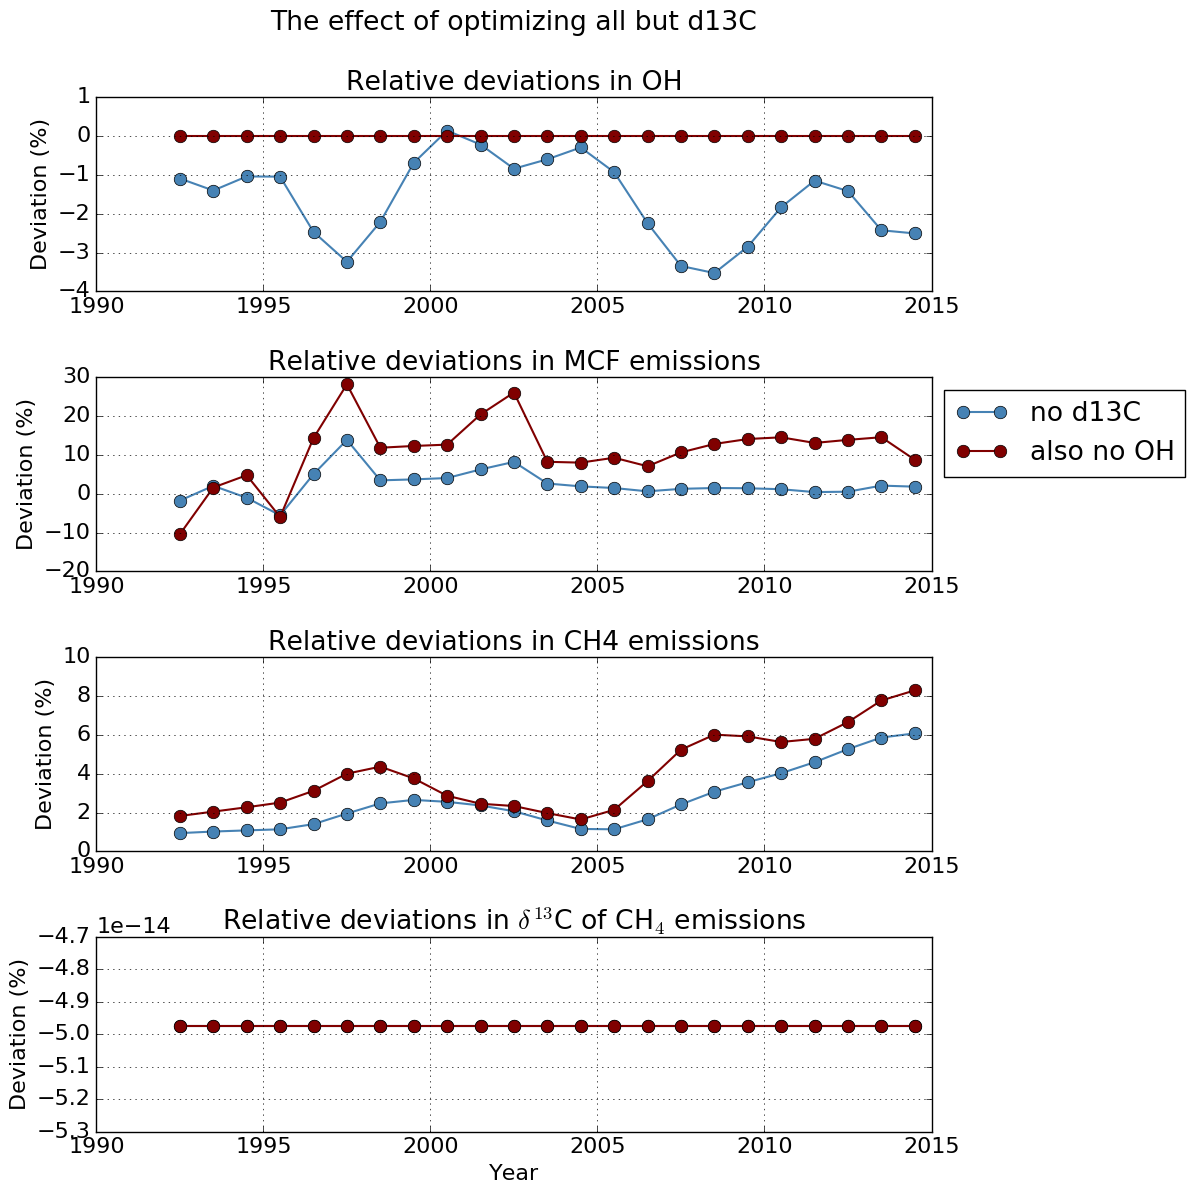 The effect of optimizing all but d13C
Relative deviations in OH
Deviation (%)
1
0
−1
−2
−3
−4
1990 1995 2000 2005 2010 2015
Relative deviations in MCF emissions
Deviation (%)
30
20
10
0
−10
−20
1990 1995 2000 2005 2010 2015
no d13C
also no OH
Relative deviations in CH4 emissions
Deviation (%)
10
8
6
4
2
0
1990 1995 2000 2005 2010 2015
Relative deviations in δ¹³C of CH₄ emissions
1e−14
Deviation (%)
−4.7
−4.8
−4.9
−5.0
−5.1
−5.2
−5.3
1990 1995 2000 2005 2010 2015
Year